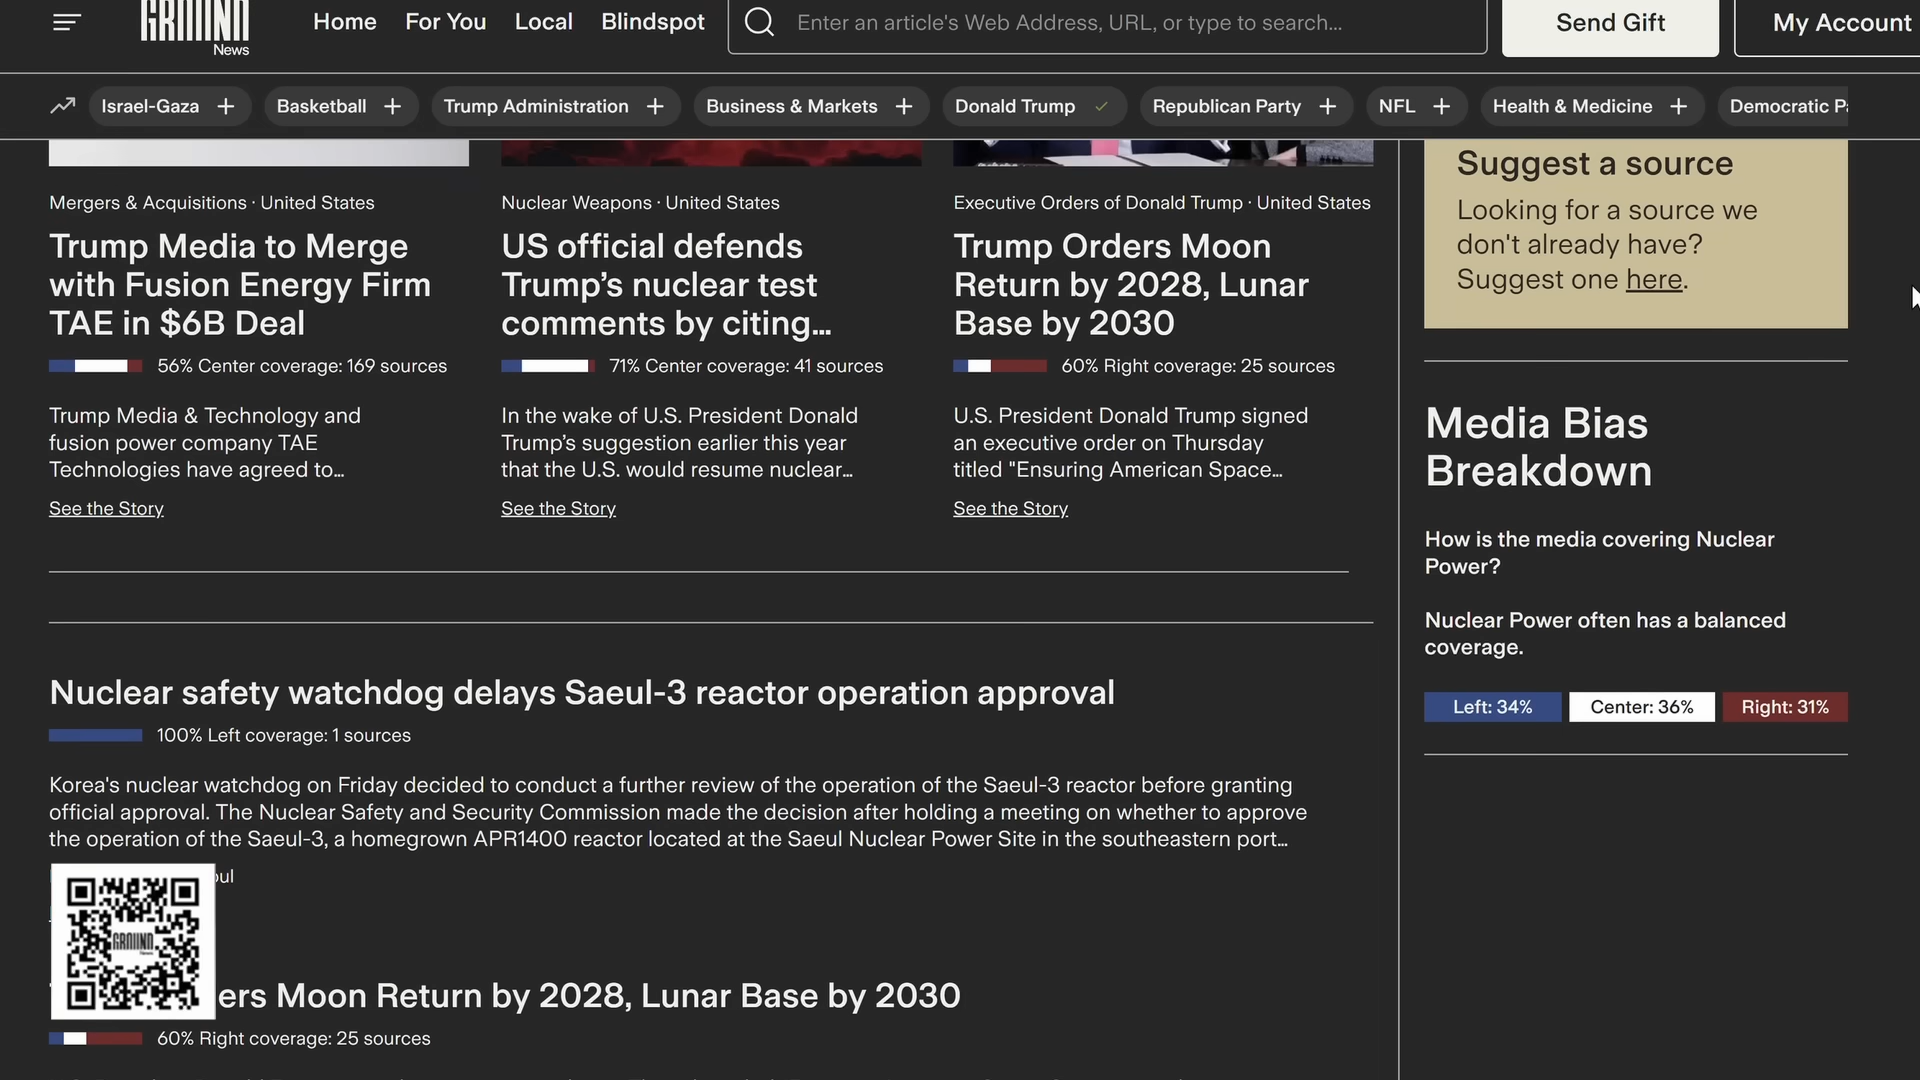 GROUND
News
Home
For You
Local
Blindspot
Enter an article's Web Address, URL, or type to search...
Send Gift
My Account
Israel-Gaza +
Basketball +
Trump Administration +
Business & Markets +
Donald Trump ✓
Republican Party +
NFL +
Health & Medicine +
Democratic P
Mergers & Acquisitions · United States
Trump Media to Merge
with Fusion Energy Firm
TAE in $6B Deal
56% Center coverage: 169 sources
Trump Media & Technology and
fusion power company TAE
Technologies have agreed to...
See the Story
Nuclear Weapons · United States
US official defends
Trump’s nuclear test
comments by citing...
71% Center coverage: 41 sources
In the wake of U.S. President Donald
Trump’s suggestion earlier this year
that the U.S. would resume nuclear...
See the Story
Executive Orders of Donald Trump · United States
Trump Orders Moon
Return by 2028, Lunar
Base by 2030
60% Right coverage: 25 sources
U.S. President Donald Trump signed
an executive order on Thursday
titled "Ensuring American Space...
See the Story
Suggest a source
Looking for a source we
don't already have?
Suggest one here.
Media Bias
Breakdown
How is the media covering Nuclear
Power?
Nuclear Power often has a balanced
coverage.
Left: 34%
Center: 36%
Right: 31%
Nuclear safety watchdog delays Saeul-3 reactor operation approval
100% Left coverage: 1 sources
Korea's nuclear watchdog on Friday decided to conduct a further review of the operation of the Saeul-3 reactor before granting
official approval. The Nuclear Safety and Security Commission made the decision after holding a meeting on whether to approve
the operation of the Saeul-3, a homegrown APR1400 reactor located at the Saeul Nuclear Power Site in the southeastern port...
oul
GROUND
News
ers Moon Return by 2028, Lunar Base by 2030
60% Right coverage: 25 sources